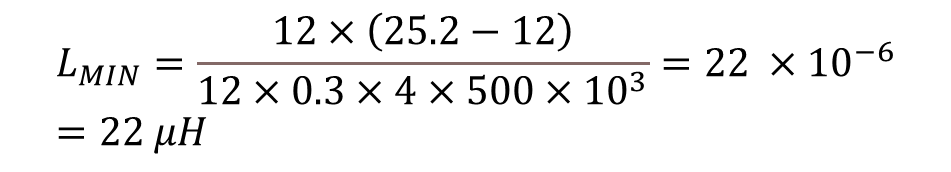 L_MIN = 12 × (25.2 − 12) / 12 × 0.3 × 4 × 500 × 10³ = 22 × 10⁻⁶
= 22 μH